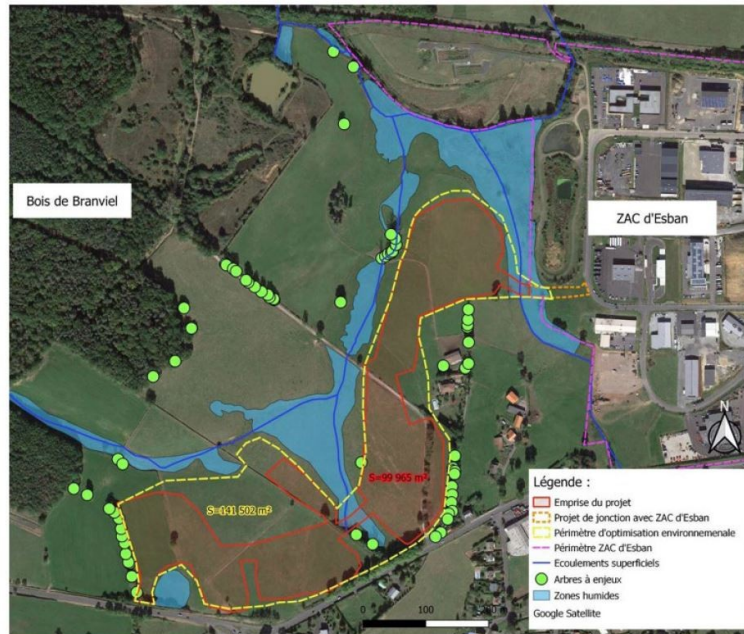 Bois de Branviel
ZAC d'Esban
S=99 965 m²
S=141 502 m²
N
Légende :
Emprise du projet
Projet de jonction avec ZAC d'Esban
Périmètre d'optimisation environnemenale
Périmètre ZAC d'Esban
Ecoulements superficiels
Arbres à enjeux
Zones humides
Google Satellite
0 100